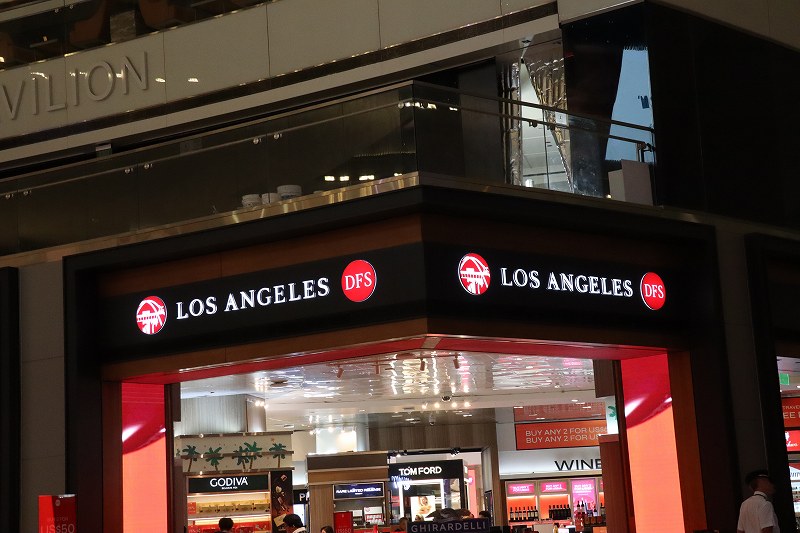 VILION
LOS ANGELES
DFS
LOS ANGELES
DFS
BUY ANY 2 FOR US
BUY ANY 2 FOR US
GODIVA
TOM FORD
WINE
US$50
GHIRARDELLI